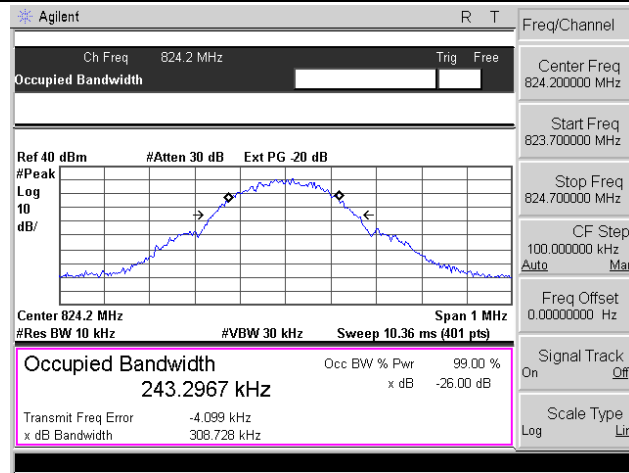 Agilent R T
Ch Freq 824.2 MHz Trig Free
Occupied Bandwidth
Ref 40 dBm #Atten 30 dB Ext PG -20 dB
#Peak
Log
10
dB/
Center 824.2 MHz Span 1 MHz
#Res BW 10 kHz #VBW 30 kHz Sweep 10.36 ms (401 pts)
Occupied Bandwidth Occ BW % Pwr 99.00 %
243.2967 kHz x dB -26.00 dB
Transmit Freq Error -4.099 kHz
x dB Bandwidth 308.728 kHz
Freq/Channel
Center Freq
824.200000 MHz
Start Freq
823.700000 MHz
Stop Freq
824.700000 MHz
CF Step
100.000000 kHz
Auto Man
Freq Offset
0.00000000 Hz
Signal Track
On Off
Scale Type
Log Lin